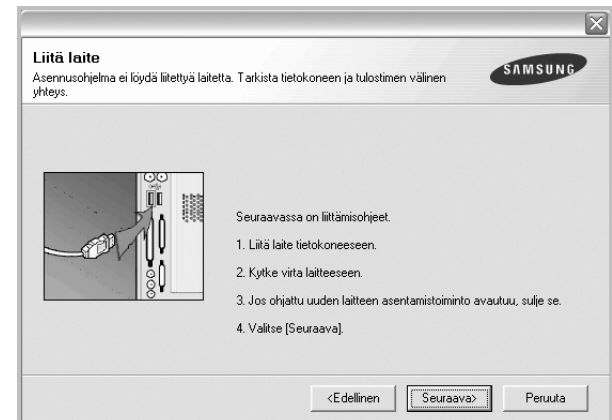 Liitä laite
SAMSUNG
Asennusohjelma ei löydä liitettyä laitetta. Tarkista tietokoneen ja tulostimen välinen
yhteys.
Seuraavassa on liittämisohjeet.
1. Liitä laite tietokoneeseen.
2. Kytke virta laitteeseen.
3. Jos ohjattu uuden laitteen asentamistoiminto avautuu, sulje se.
4. Valitse [Seuraava].
<Edellinen
Seuraava>
Peruuta